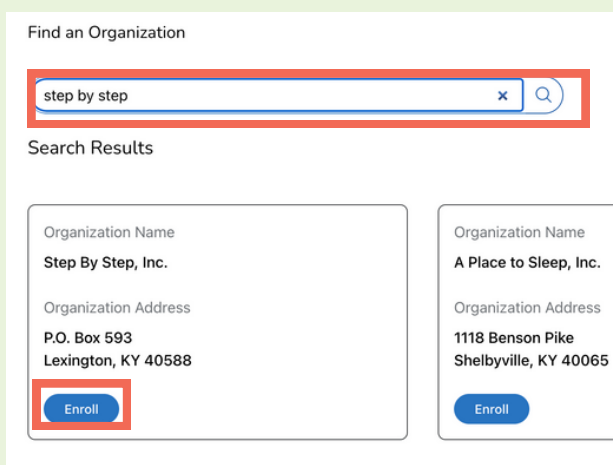 Find an Organization
step by step
Search Results
Organization Name
Step By Step, Inc.
Organization Address
P.O. Box 593
Lexington, KY 40588
Enroll
Organization Name
A Place to Sleep, Inc.
Organization Address
1118 Benson Pike
Shelbyville, KY 40065
Enroll